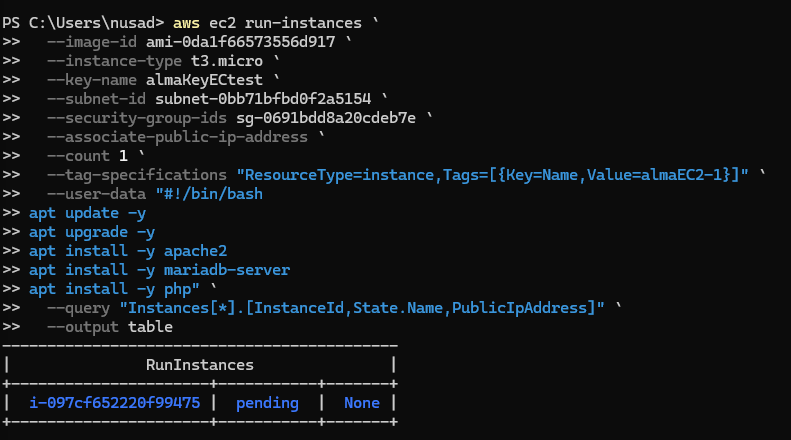 PS C:\Users\nusad> aws ec2 run-instances `
>>   --image-id ami-0da1f66573556d917 `
>>   --instance-type t3.micro `
>>   --key-name almaKeyECtest `
>>   --subnet-id subnet-0bb71bfbd0f2a5154 `
>>   --security-group-ids sg-0691bdd8a20cdeb7e `
>>   --associate-public-ip-address `
>>   --count 1 `
>>   --tag-specifications "ResourceType=instance,Tags=[{Key=Name,Value=almaEC2-1}]" `
>>   --user-data "#!/bin/bash
>> apt update -y
>> apt upgrade -y
>> apt install -y apache2
>> apt install -y mariadb-server
>> apt install -y php" `
>>   --query "Instances[*].[InstanceId,State.Name,PublicIpAddress]" `
>>   --output table
------------------------------------------
|              RunInstances              |
+----------------------+----------+------+
|  i-097cf652220f99475 |  pending |  None |
+----------------------+----------+------+